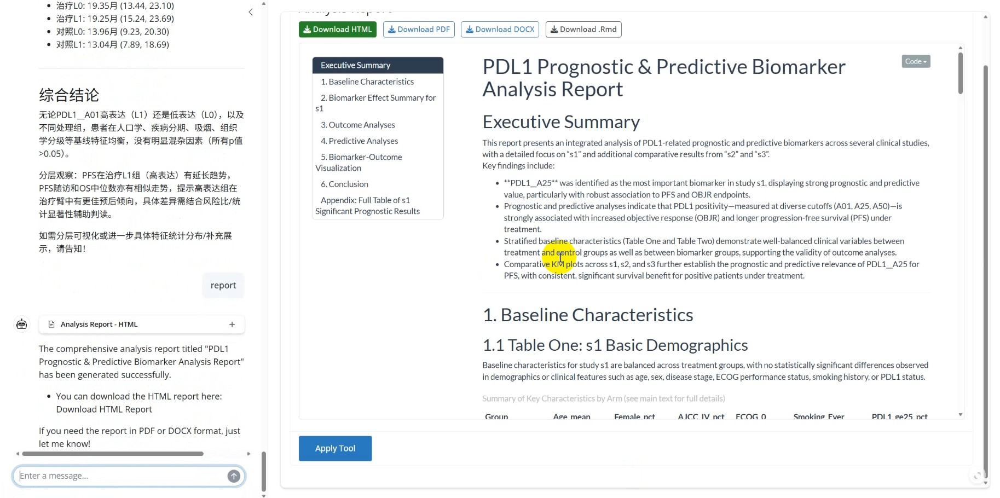 治疗L0: 19.35月 (13.44, 23.10)
治疗L1: 19.25月 (15.24, 23.69)
对照L0: 13.96月 (9.23, 20.30)
对照L1: 13.04月 (7.89, 18.69)
综合结论
无论PDL1__A01高表达（L1）还是低表达（L0），以及
不同处理组，患者在人口学、疾病分期、吸烟、组织
学分级等基线特征均衡，没有明显混杂因素（所有p值
>0.05）。
分层观察：PFS在治疗L1组（高表达）有延长趋势，
PFS随访和OS中位数亦有相似走势，提示高表达组在
治疗臂中有更佳预后倾向，具体差异需结合风险比/统
计显著性辅助判读。
如需分层可视化或进一步具体特征统计分布/补充展
示，请告知！
report
Analysis Report - HTML
The comprehensive analysis report titled "PDL1
Prognostic & Predictive Biomarker Analysis Report"
has been generated successfully.
You can download the HTML report here:
Download HTML Report
If you need the report in PDF or DOCX format, just
let me know!
Enter a message...
Analysis Report
Download HTML
Download PDF
Download DOCX
Download .Rmd
Executive Summary
1. Baseline Characteristics
2. Biomarker Effect Summary for
s1
3. Outcome Analyses
4. Predictive Analyses
5. Biomarker-Outcome
Visualization
6. Conclusion
Appendix: Full Table of s1
Significant Prognostic Results
Code
PDL1 Prognostic & Predictive Biomarker
Analysis Report
Executive Summary
This report presents an integrated analysis of PDL1-related prognostic and predictive biomarkers across several clinical studies,
with a detailed focus on “s1” and additional comparative results from “s2” and “s3”.
Key findings include:
**PDL1__A25** was identified as the most important biomarker in study s1, displaying strong prognostic and predictive
value, particularly with robust association to PFS and OBJR endpoints.
Prognostic and predictive analyses indicate that PDL1 positivity—measured at diverse cutoffs (A01, A25, A50)—is
strongly associated with increased objective response (OBJR) and longer progression-free survival (PFS) under
treatment.
Stratified baseline characteristics (Table One and Table Two) demonstrate well-balanced clinical variables between
treatment and control groups as well as between biomarker groups, supporting the validity of outcome analyses.
Comparative KM plots across s1, s2, and s3 further establish the prognostic and predictive relevance of PDL1__A25 for
PFS, with consistent, significant survival benefit for positive patients under treatment.
1. Baseline Characteristics
1.1 Table One: s1 Basic Demographics
Baseline characteristics for study s1 are balanced across treatment groups, with no statistically significant differences observed
in demographics or clinical features such as age, sex, disease stage, ECOG performance status, smoking history, or PDL1 status.
Summary of Key Characteristics by Arm (see main text for full details)
Group Age_mean Female_pct AJCC_IV_pct ECOG_0 Smoking_Ever PDL1_ge25_pct
Apply Tool